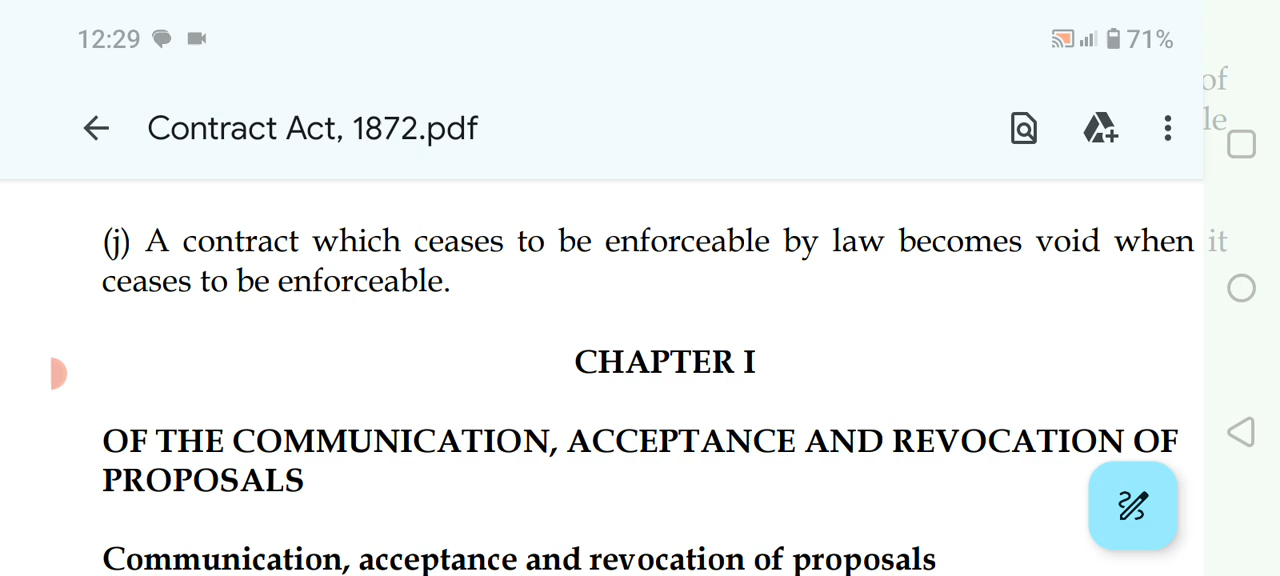 12:29 71%
of
Contract Act, 1872.pdf
le
(j) A contract which ceases to be enforceable by law becomes void when it
ceases to be enforceable.
CHAPTER I
OF THE COMMUNICATION, ACCEPTANCE AND REVOCATION OF
PROPOSALS
Communication, acceptance and revocation of proposals